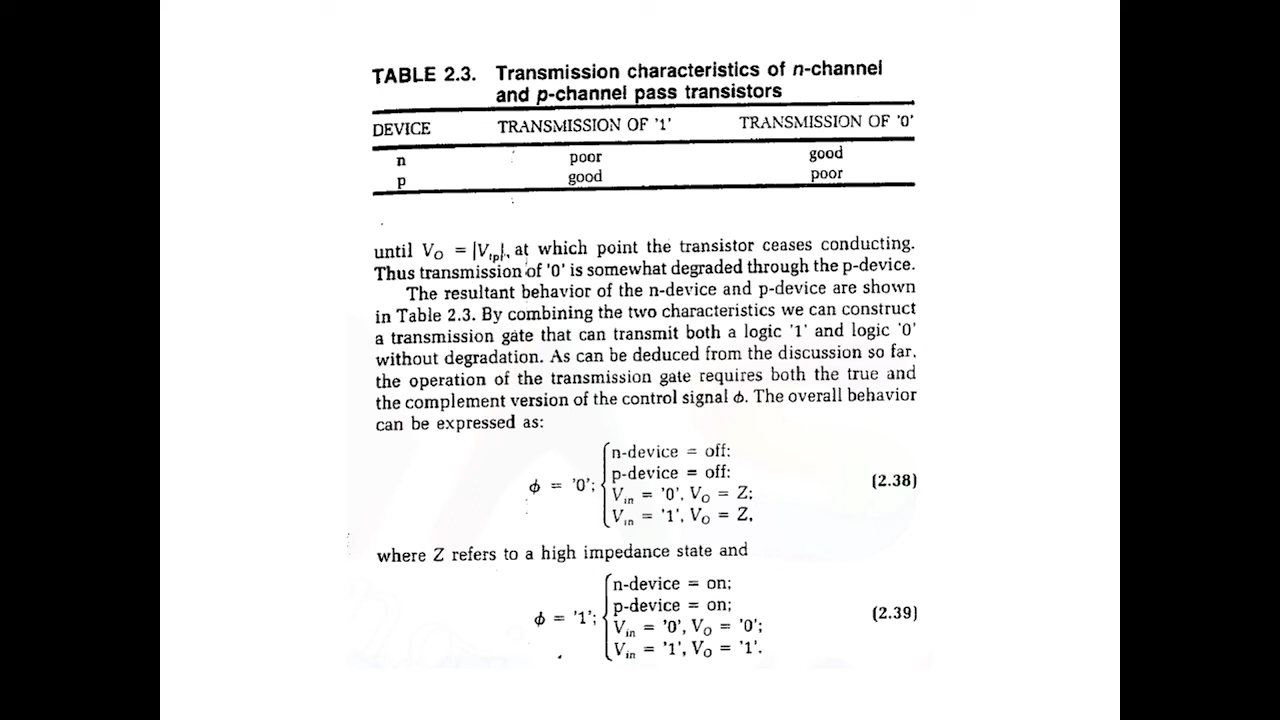 TABLE 2.3. Transmission characteristics of n-channel
and p-channel pass transistors
DEVICE TRANSMISSION OF '1' TRANSMISSION OF '0'
n poor good
p good poor
until V_O = |V_tp|, at which point the transistor ceases conducting.
Thus transmission of '0' is somewhat degraded through the p-device.
The resultant behavior of the n-device and p-device are shown
in Table 2.3. By combining the two characteristics we can construct
a transmission gate that can transmit both a logic '1' and logic '0'
without degradation. As can be deduced from the discussion so far,
the operation of the transmission gate requires both the true and
the complement version of the control signal ϕ. The overall behavior
can be expressed as:
n-device = off;
p-device = off;
ϕ = '0'; (2.38)
V_in = '0', V_O = Z;
V_in = '1', V_O = Z,
where Z refers to a high impedance state and
n-device = on;
p-device = on;
ϕ = '1'; (2.39)
V_in = '0', V_O = '0';
V_in = '1', V_O = '1'.